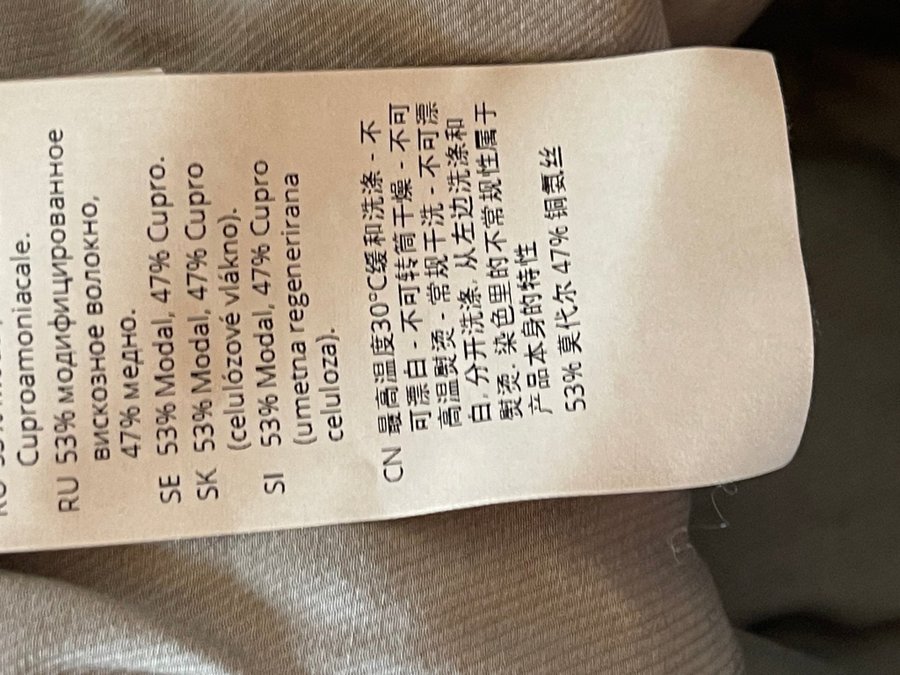 Cuproamoniacale.
RU 53% модифицированное
вискозное волокно,
47% медно.
SE 53% Modal, 47% Cupro.
SK 53% Modal, 47% Cupro
(celulózové vlákno).
SI 53% Modal, 47% Cupro
(umetna regenerirana
celuloza).
CN 最高温度30°C缓和洗涤 - 不
可漂白 - 不可转筒干燥 - 不可
高温熨烫 - 常规干洗 - 不可漂
白. 分开洗涤. 从左边洗涤和
熨烫. 染色里的不常规性属于
产品本身的特性
53% 莫代尔 47% 铜氨丝